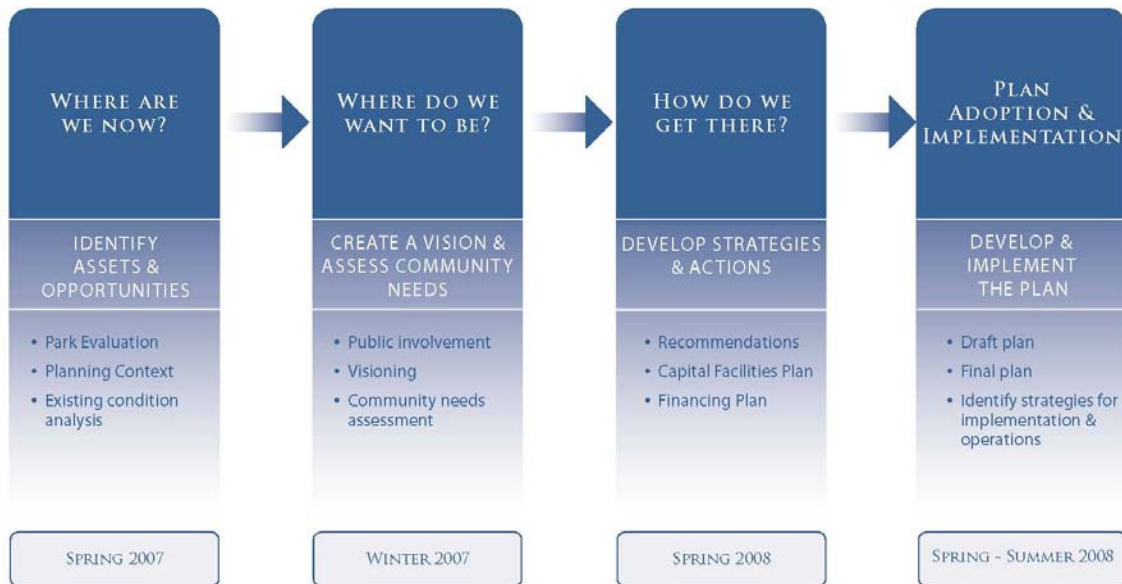 WHERE ARE
WE NOW?
IDENTIFY
ASSETS &
OPPORTUNITIES
• Park Evaluation
• Planning Context
• Existing condition
analysis
SPRING 2007
WHERE DO WE
WANT TO BE?
CREATE A VISION &
ASSESS COMMUNITY
NEEDS
• Public involvement
• Visioning
• Community needs
assessment
WINTER 2007
HOW DO WE
GET THERE?
DEVELOP STRATEGIES
& ACTIONS
• Recommendations
• Capital Facilities Plan
• Financing Plan
SPRING 2008
PLAN
ADOPTION &
IMPLEMENTATION
DEVELOP &
IMPLEMENT
THE PLAN
• Draft plan
• Final plan
• Identify strategies for
implementation &
operations
SPRING - SUMMER 2008